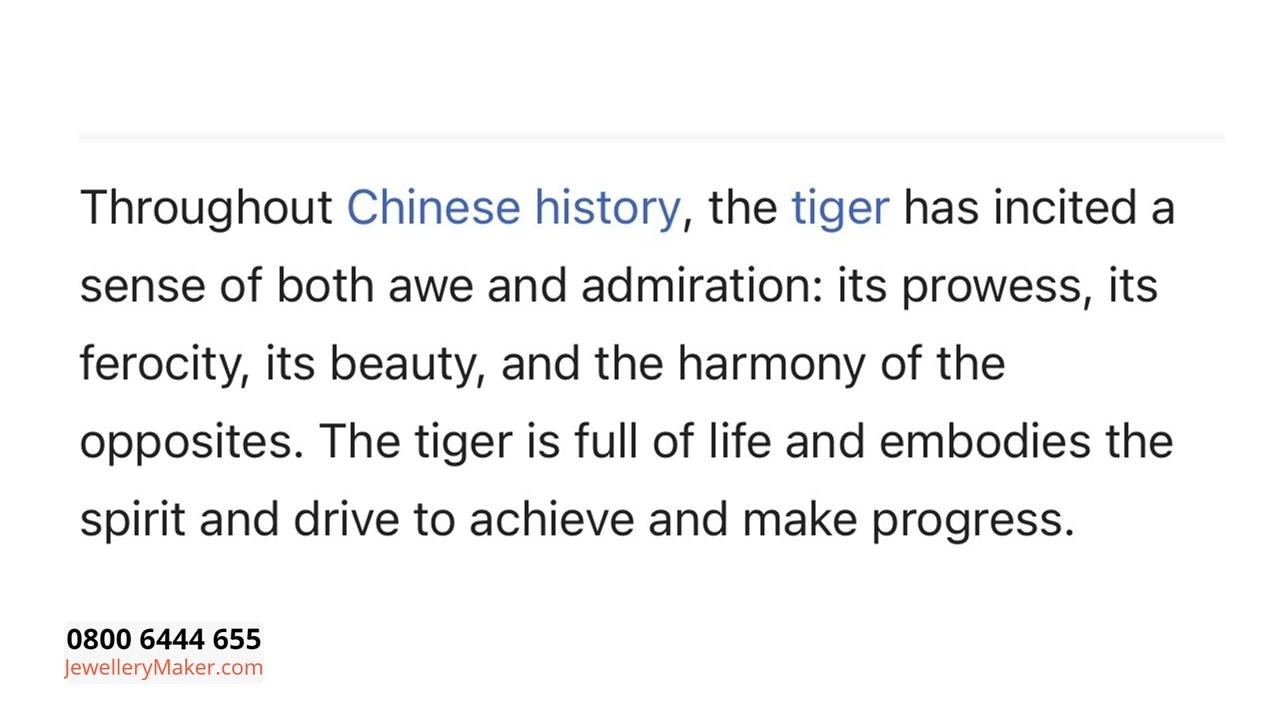 Throughout Chinese history, the tiger has incited a
sense of both awe and admiration: its prowess, its
ferocity, its beauty, and the harmony of the
opposites. The tiger is full of life and embodies the
spirit and drive to achieve and make progress.
0800 6444 655
JewelleryMaker.com